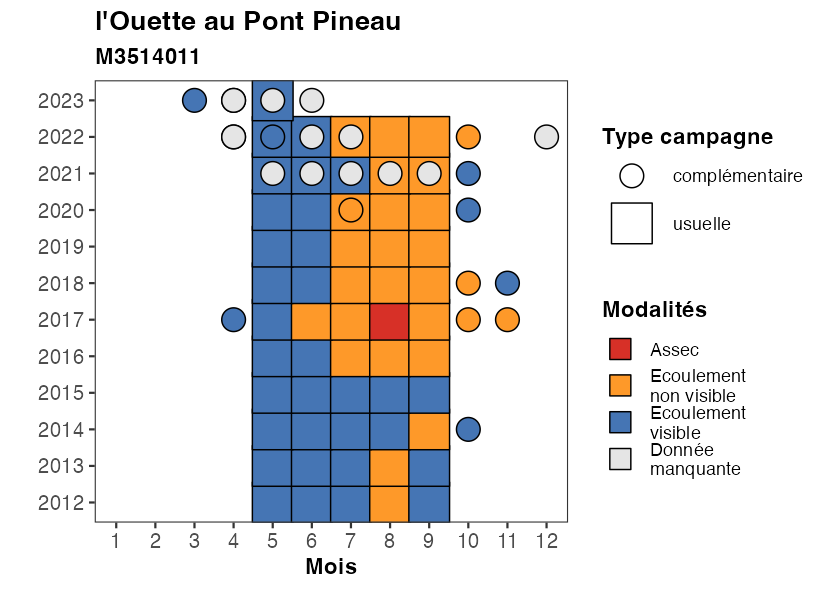 l'Ouette au Pont Pineau
M3514011
2023
2022
2021
2020
2019
2018
2017
2016
2015
2014
2013
2012
1 2 3 4 5 6 7 8 9 10 11 12
Mois
Type campagne
complémentaire
usuelle
Modalités
Assec
Ecoulement
non visible
Ecoulement
visible
Donnée
manquante